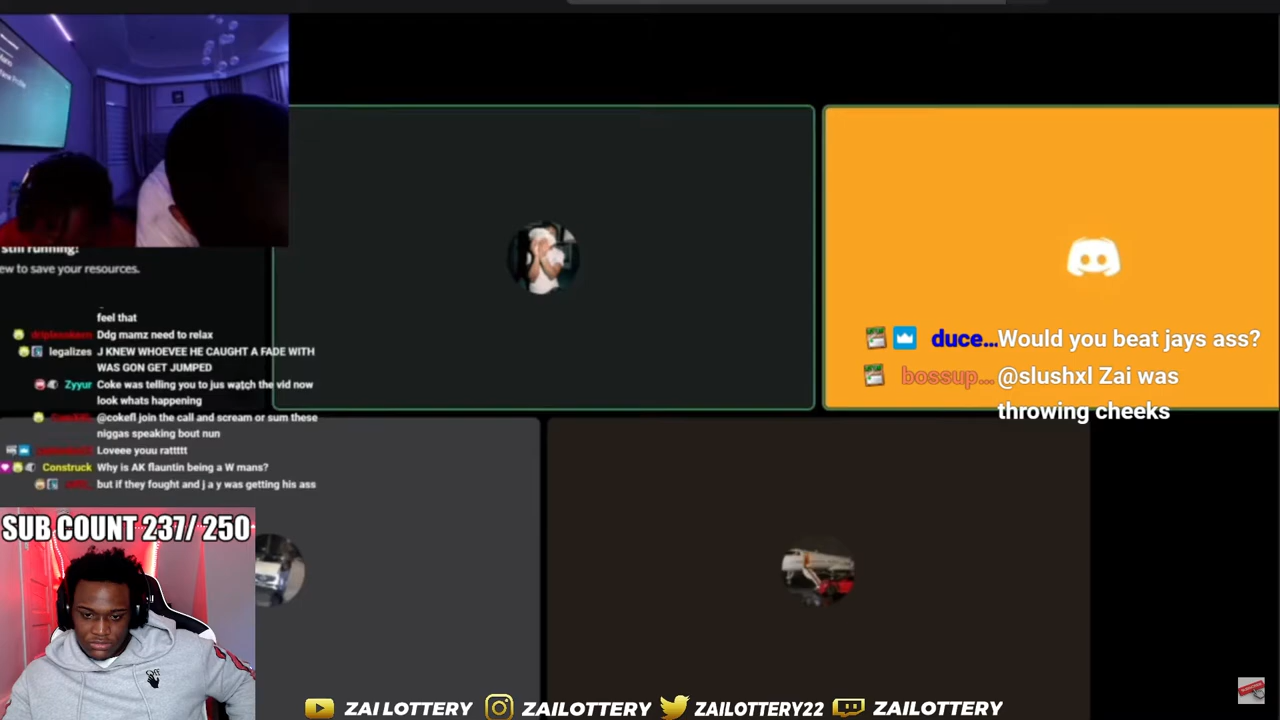 still running!
ew to save your resources.
feel that
Ddg mamz need to relax
legalizes J KNEW WHOEVEE HE CAUGHT A FADE WITH
WAS GON GET JUMPED
Zyyur Coke was telling you to jus watch the vid now
look whats happening
@cokefl join the call and scream or sum these
niggas speaking bout nun
Loveee youu rattttt
Construck Why is AK flauntin being a W mans?
but if they fought and j a y was getting his ass
duce... Would you beat jays ass?
bossup... @slushxl Zai was
throwing cheeks
SUB COUNT 237/ 250
ZAI LOTTERY ZAILOTTERY ZAILOTTERY22 ZAILOTTERY